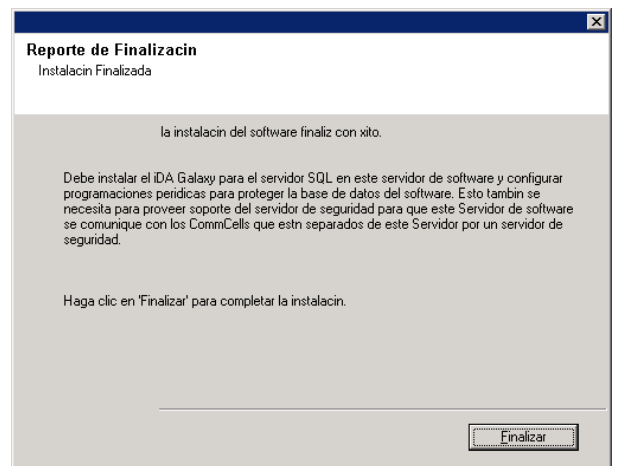 Reporte de Finalizacin
Instalacin Finalizada
la instalacin del software finaliz con xito.
Debe instalar el iDA Galaxy para el servidor SQL en este servidor de software y configurar
programaciones peridicas para proteger la base de datos del software. Esto tambin se
necesita para proveer soporte del servidor de seguridad para que este Servidor de software
se comunique con los CommCells que estn separados de este Servidor por un servidor de
seguridad.
Haga clic en 'Finalizar' para completar la instalacin.
Finalizar